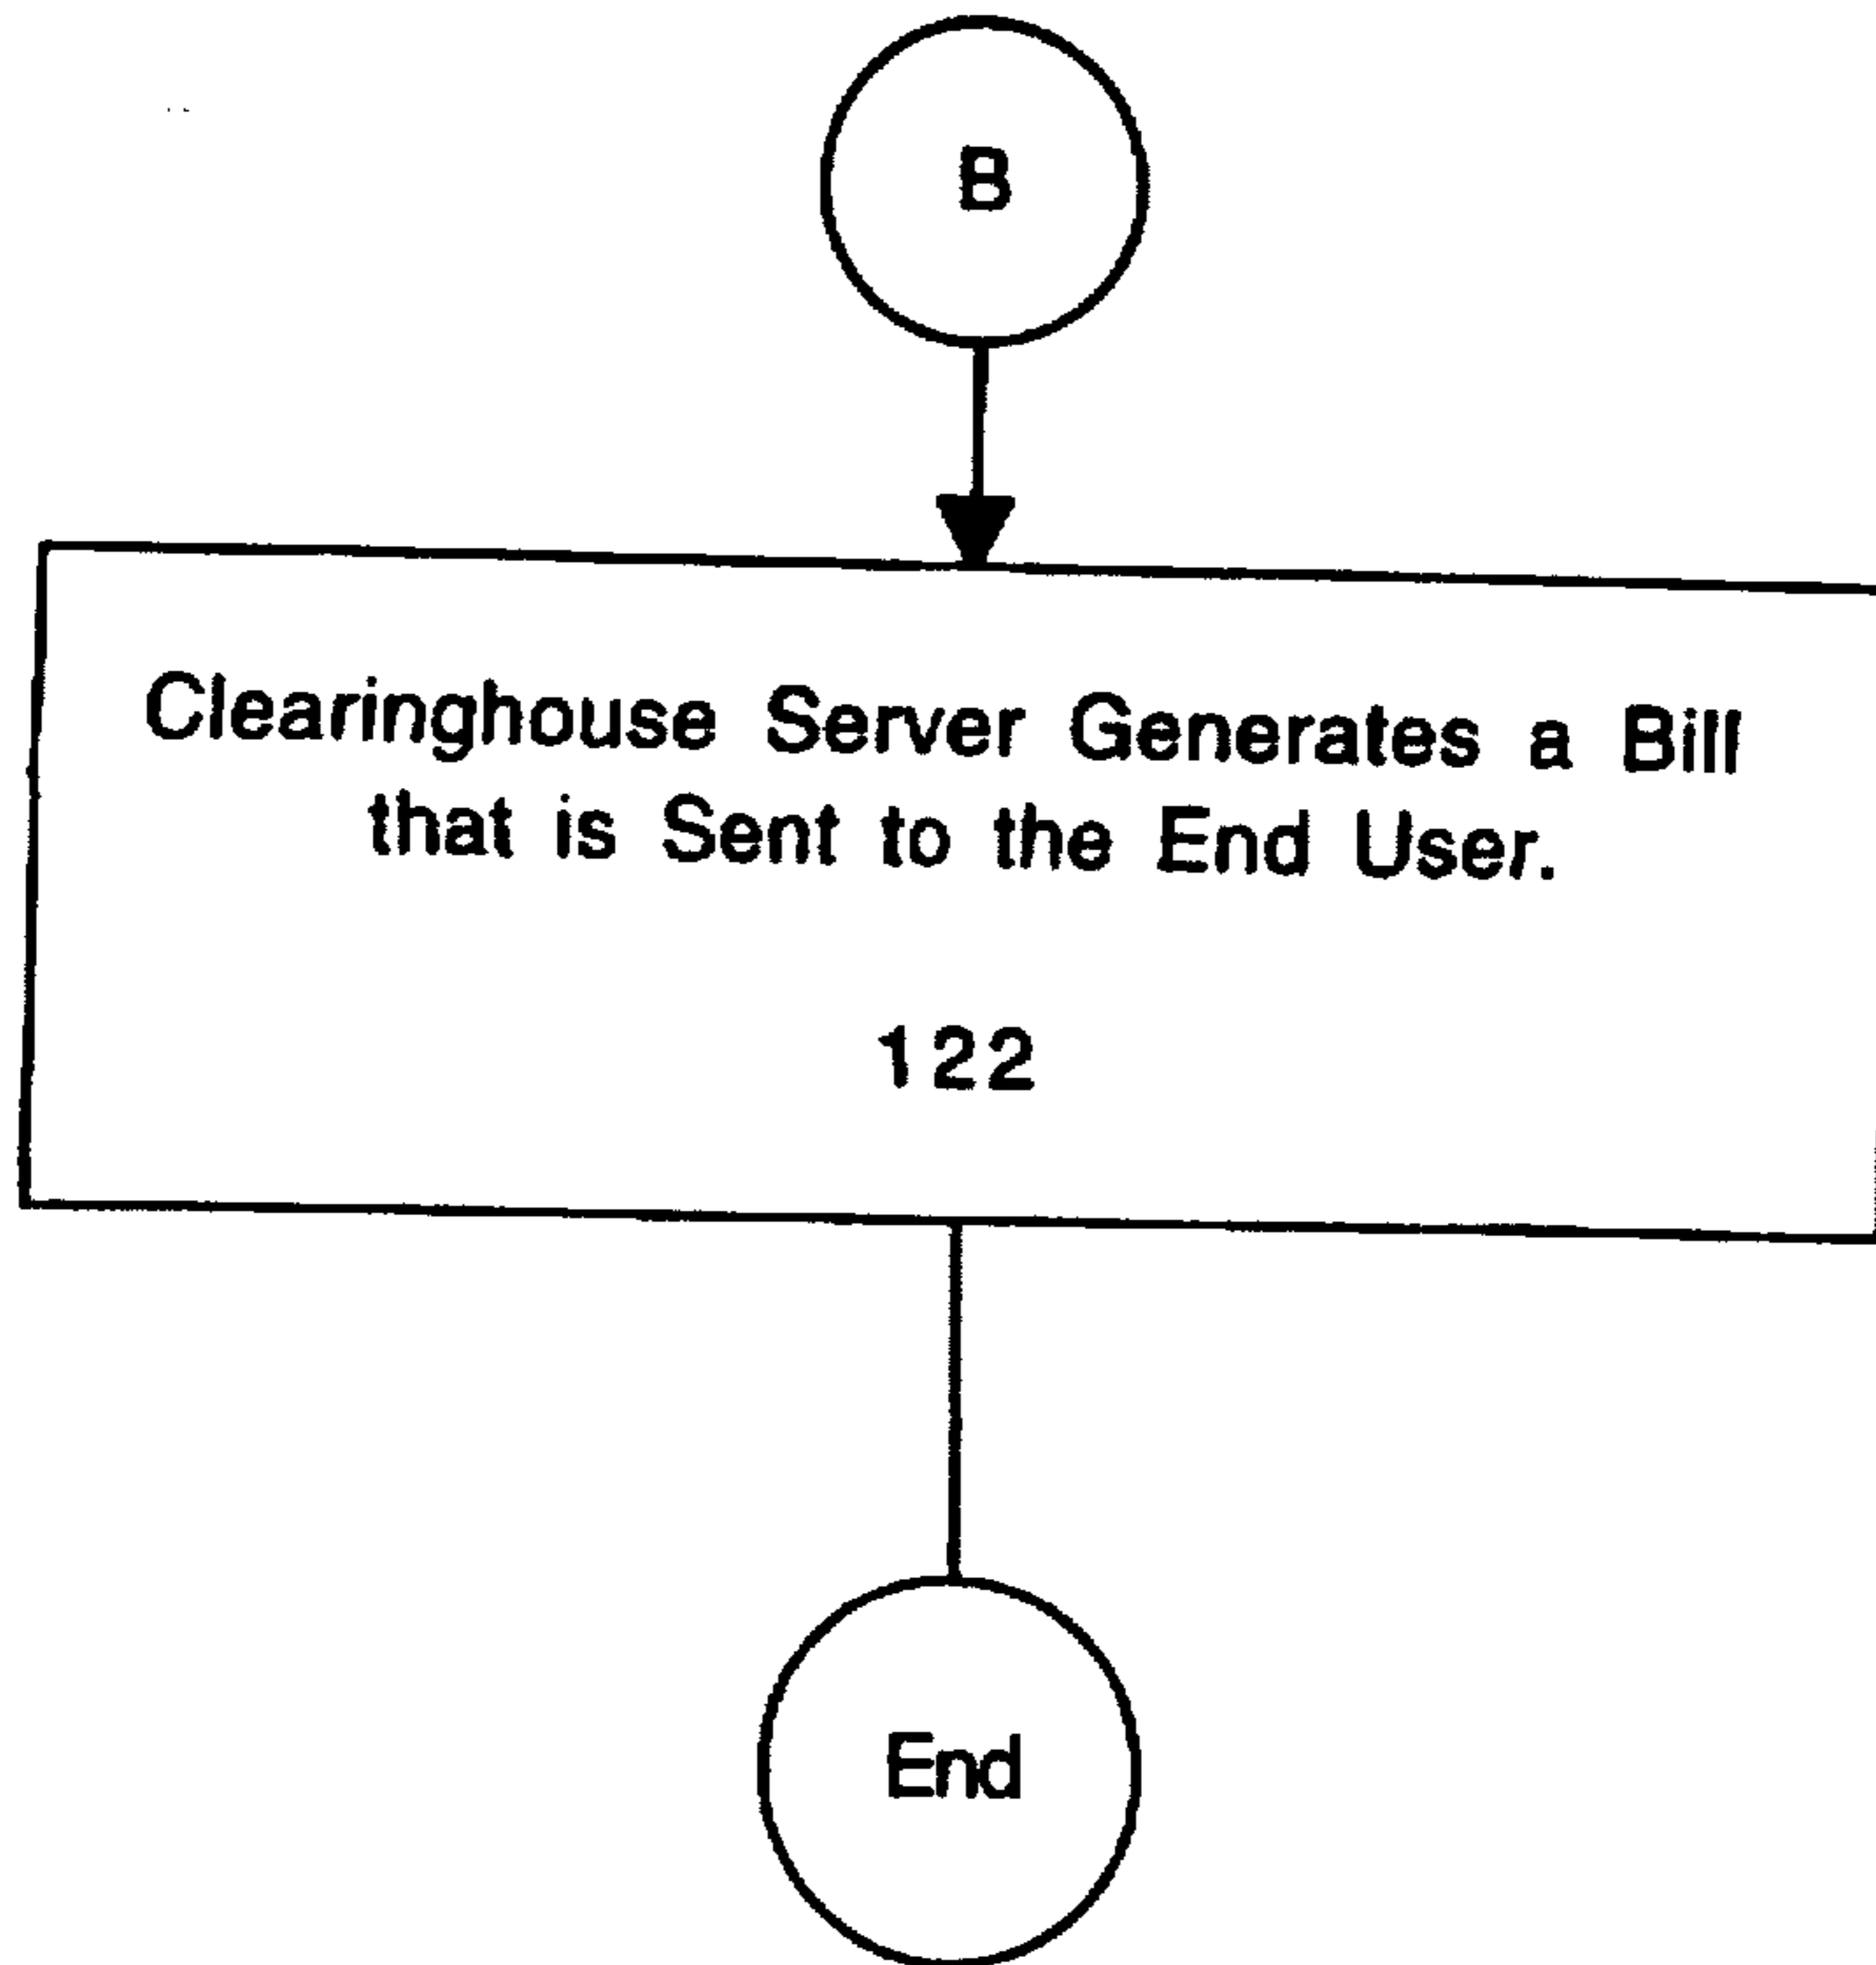 B
Clearinghouse Server Generates a Bill
that is Sent to the End User.
122
End